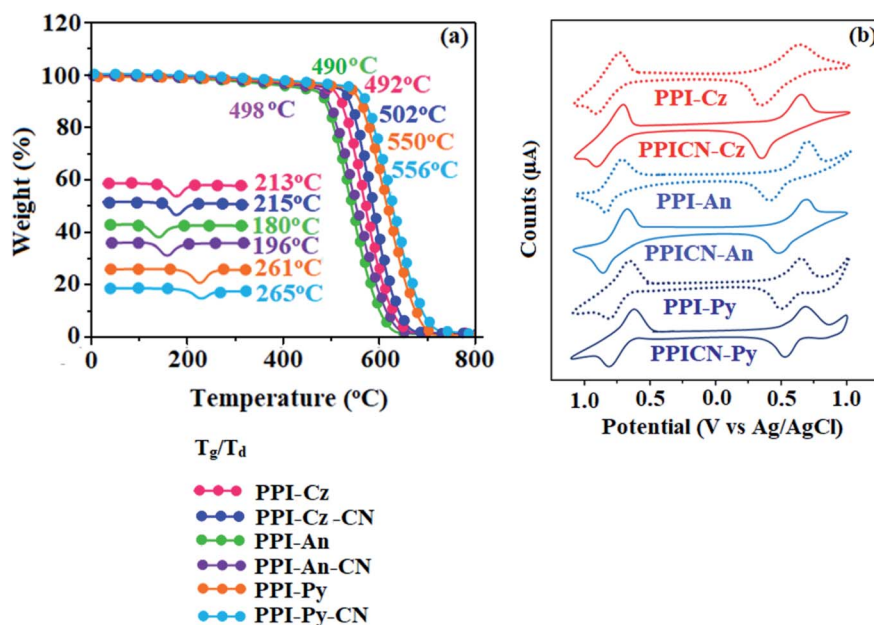 (a)
120
100
80
60
40
20
0
Weight (%)
490°C
492°C
498°C
502°C
550°C
556°C
213°C
215°C
180°C
196°C
261°C
265°C
0 200 400 600 800
Temperature (°C)
Tg/Td
PPI-Cz
PPI-Cz -CN
PPI-An
PPI-An-CN
PPI-Py
PPI-Py-CN
(b)
Counts (μA)
PPI-Cz
PPICN-Cz
PPI-An
PPICN-An
PPI-Py
PPICN-Py
1.0 0.5 0.0 0.5 1.0
Potential (V vs Ag/AgCl)